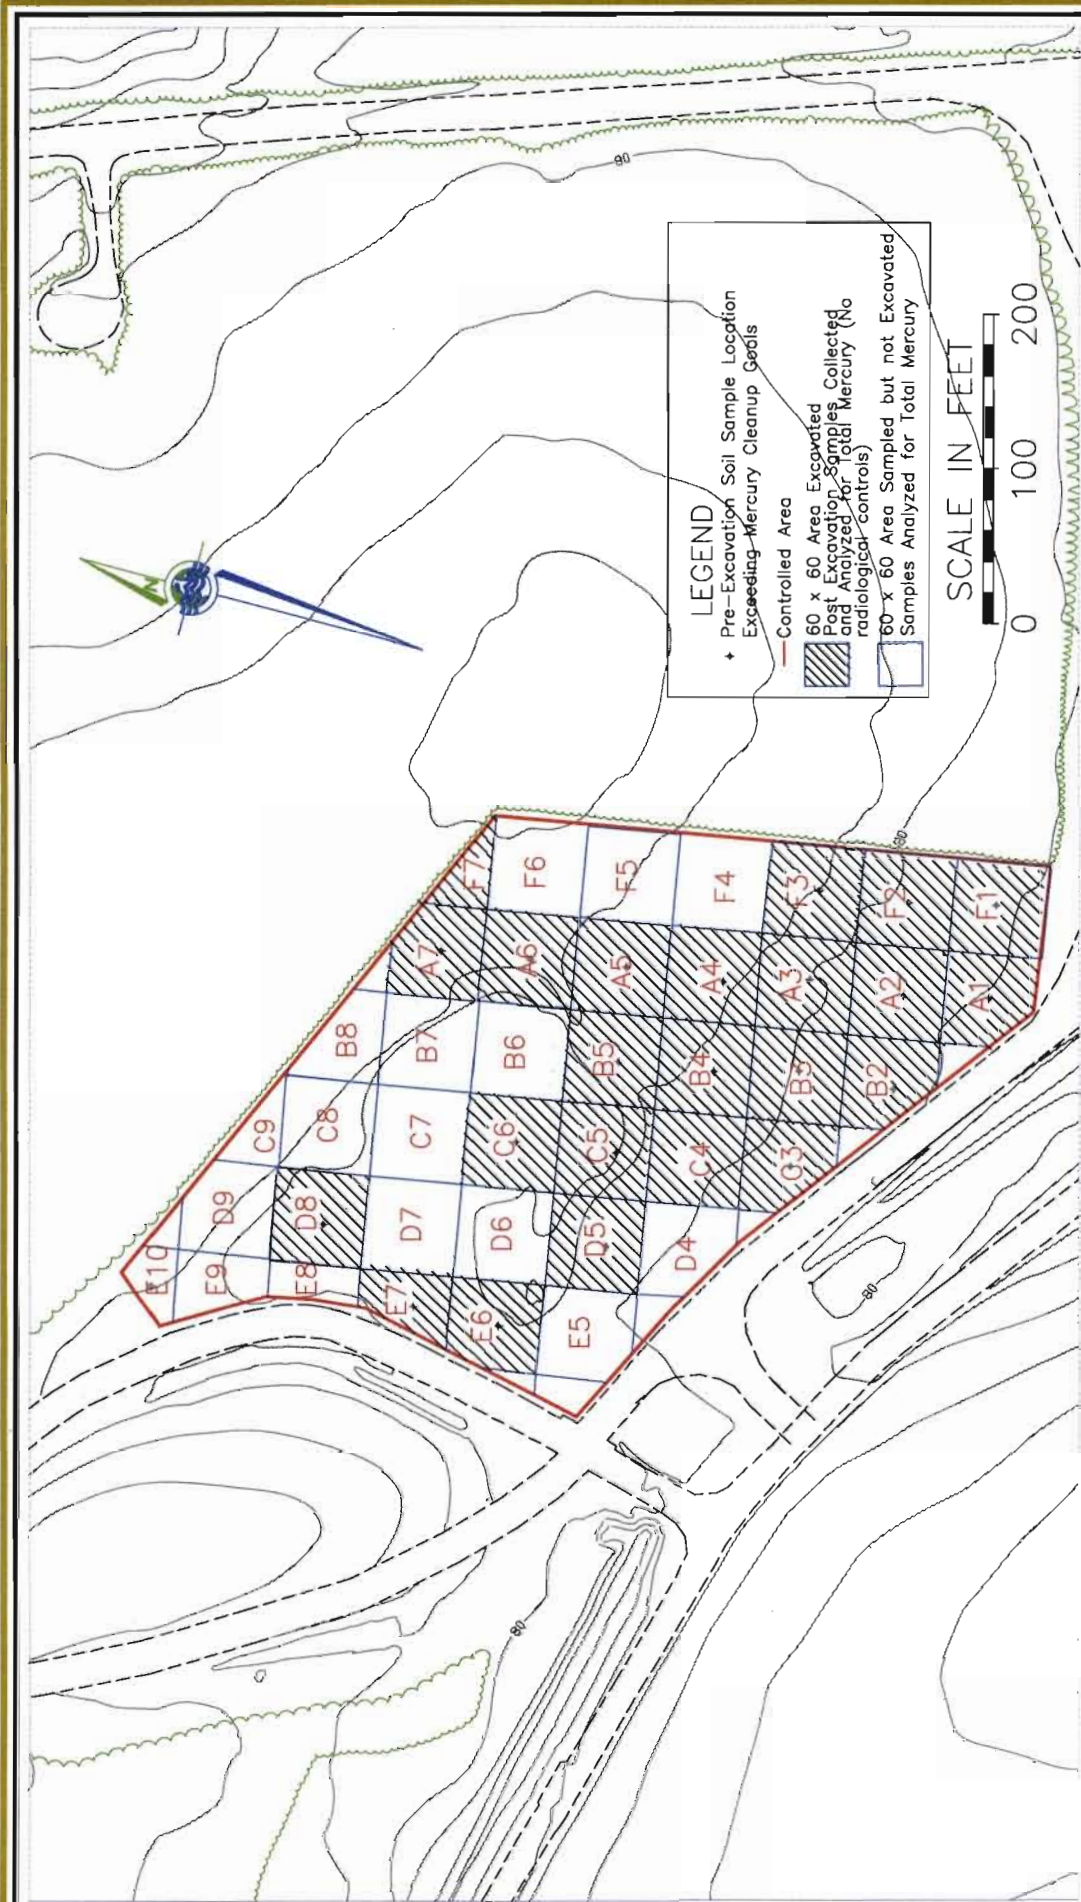 N
80
LEGEND
Pre-Excavation Soil Sample Location
Exceeding Mercury Cleanup Goals
Controlled Area
60 x 60 Area Excavated
Post Excavation Samples Collected
and Analyzed for Total Mercury (No
radiological controls)
60 x 60 Area Sampled but not Excavated
Samples Analyzed for Total Mercury
SCALE IN FEET
0 100 200
80
F7 F6 F5 F4 F3 F2 F1
A7 A6 A5 A4 A3 A2 A1
B8 B7 B6 B5 B4 B3 B2
C9 C8 C7 C6 C5 C4 C3
D9 D8 D7 D6 D5 D4
E10 E9 E8 E7 E6 E5
80
80